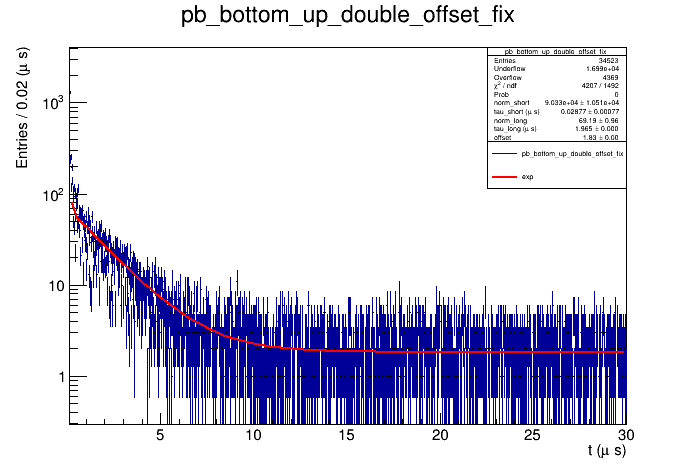 pb_bottom_up_double_offset_fix
Entries / 0.02 (μ s)
pb_bottom_up_double_offset_fix
Entries 34523
Underflow 1.699e+04
Overflow 4369
χ² / ndf 4207 / 1492
Prob 0
norm_short 9.033e+04 ± 1.051e+04
tau_short (μ s) 0.02877 ± 0.00077
norm_long 69.19 ± 0.96
tau_long (μ s) 1.965 ± 0.000
offset 1.83 ± 0.00
pb_bottom_up_double_offset_fix
exp
10³
10²
10
1
5 10 15 20 25 30
t (μ s)